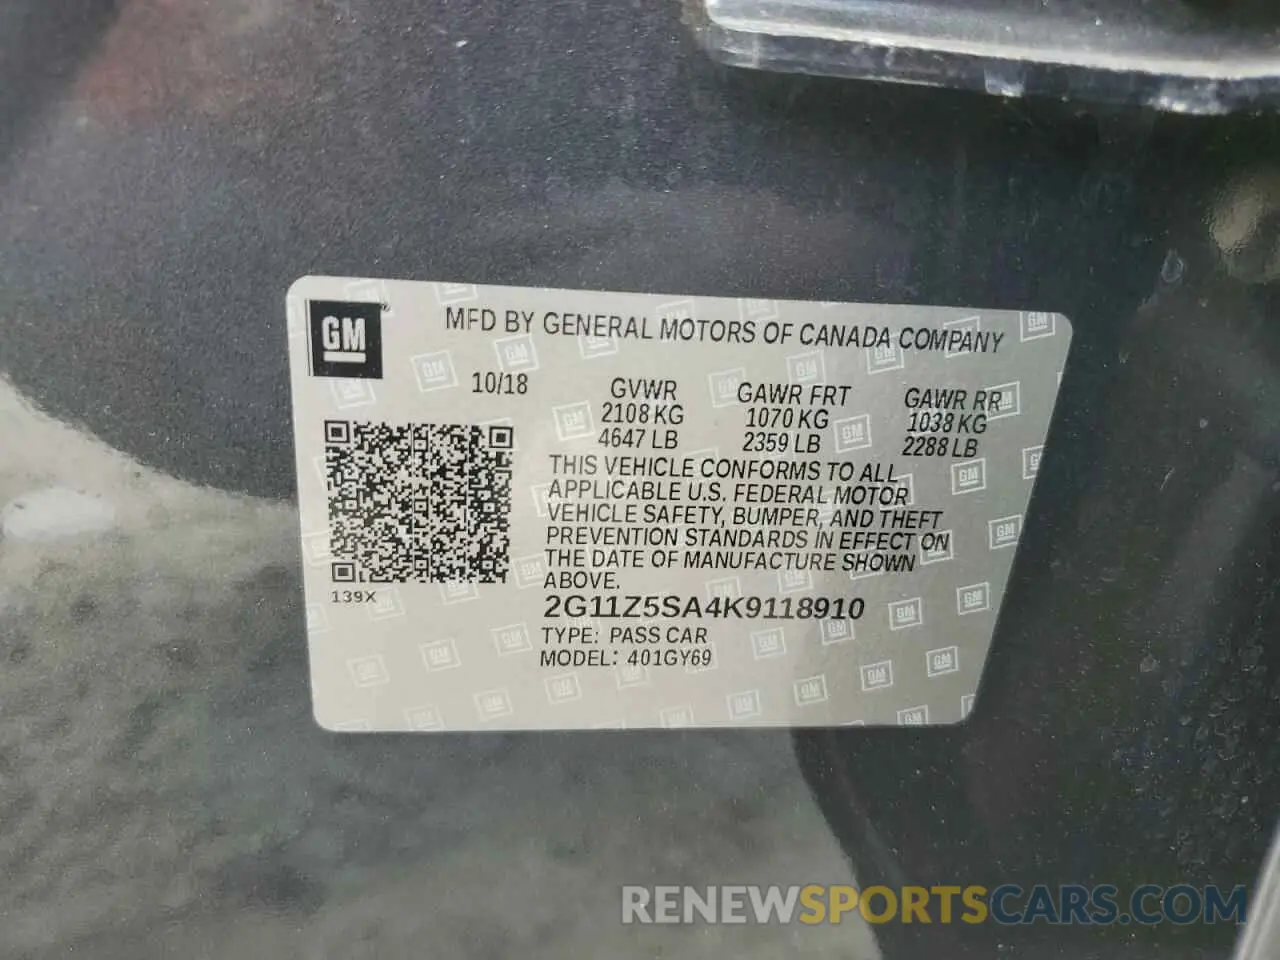 GM®
MFD BY GENERAL MOTORS OF CANADA COMPANY
10/18 GVWR GAWR FRT GAWR RR
2108 KG 1070 KG 1038 KG
4647 LB 2359 LB 2288 LB
THIS VEHICLE CONFORMS TO ALL
APPLICABLE U.S. FEDERAL MOTOR
VEHICLE SAFETY, BUMPER, AND THEFT
PREVENTION STANDARDS IN EFFECT ON
THE DATE OF MANUFACTURE SHOWN
ABOVE.
139X
2G11Z5SA4K9118910
TYPE: PASS CAR
MODEL: 401GY69
RENEWSPORTSCARS.COM